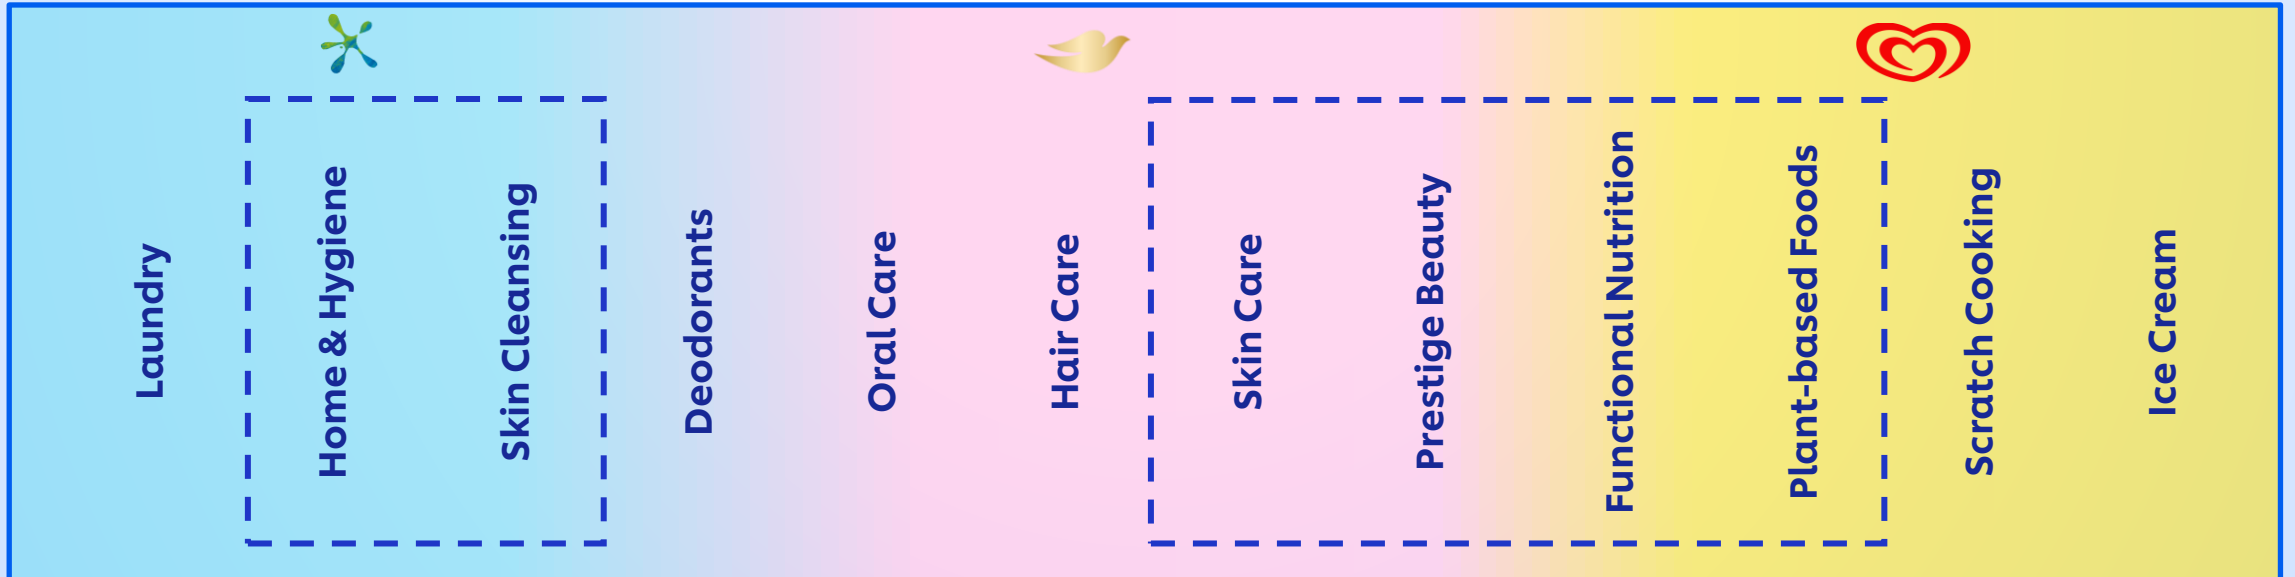 Laundry
Home & Hygiene
Skin Cleansing
Deodorants
Oral Care
Hair Care
Skin Care
Prestige Beauty
Functional Nutrition
Plant-based Foods
Scratch Cooking
Ice Cream